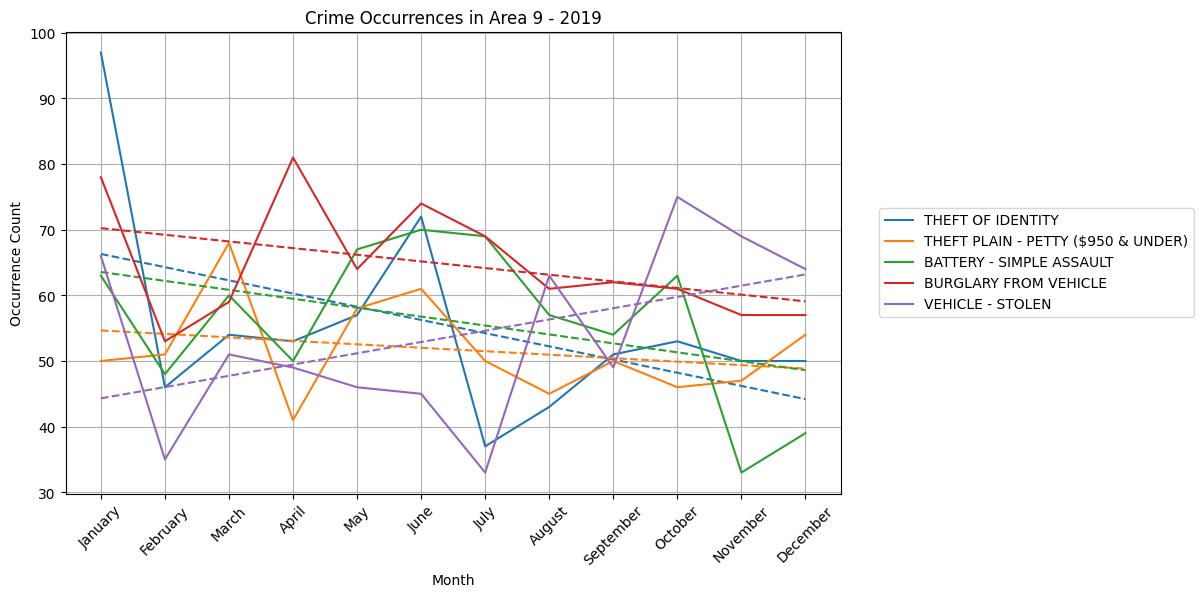 Crime Occurrences in Area 9 - 2019
Occurrence Count
100
90
80
70
60
50
40
30
January
February
March
April
May
June
July
August
September
October
November
December
Month
THEFT OF IDENTITY
THEFT PLAIN - PETTY ($950 & UNDER)
BATTERY - SIMPLE ASSAULT
BURGLARY FROM VEHICLE
VEHICLE - STOLEN